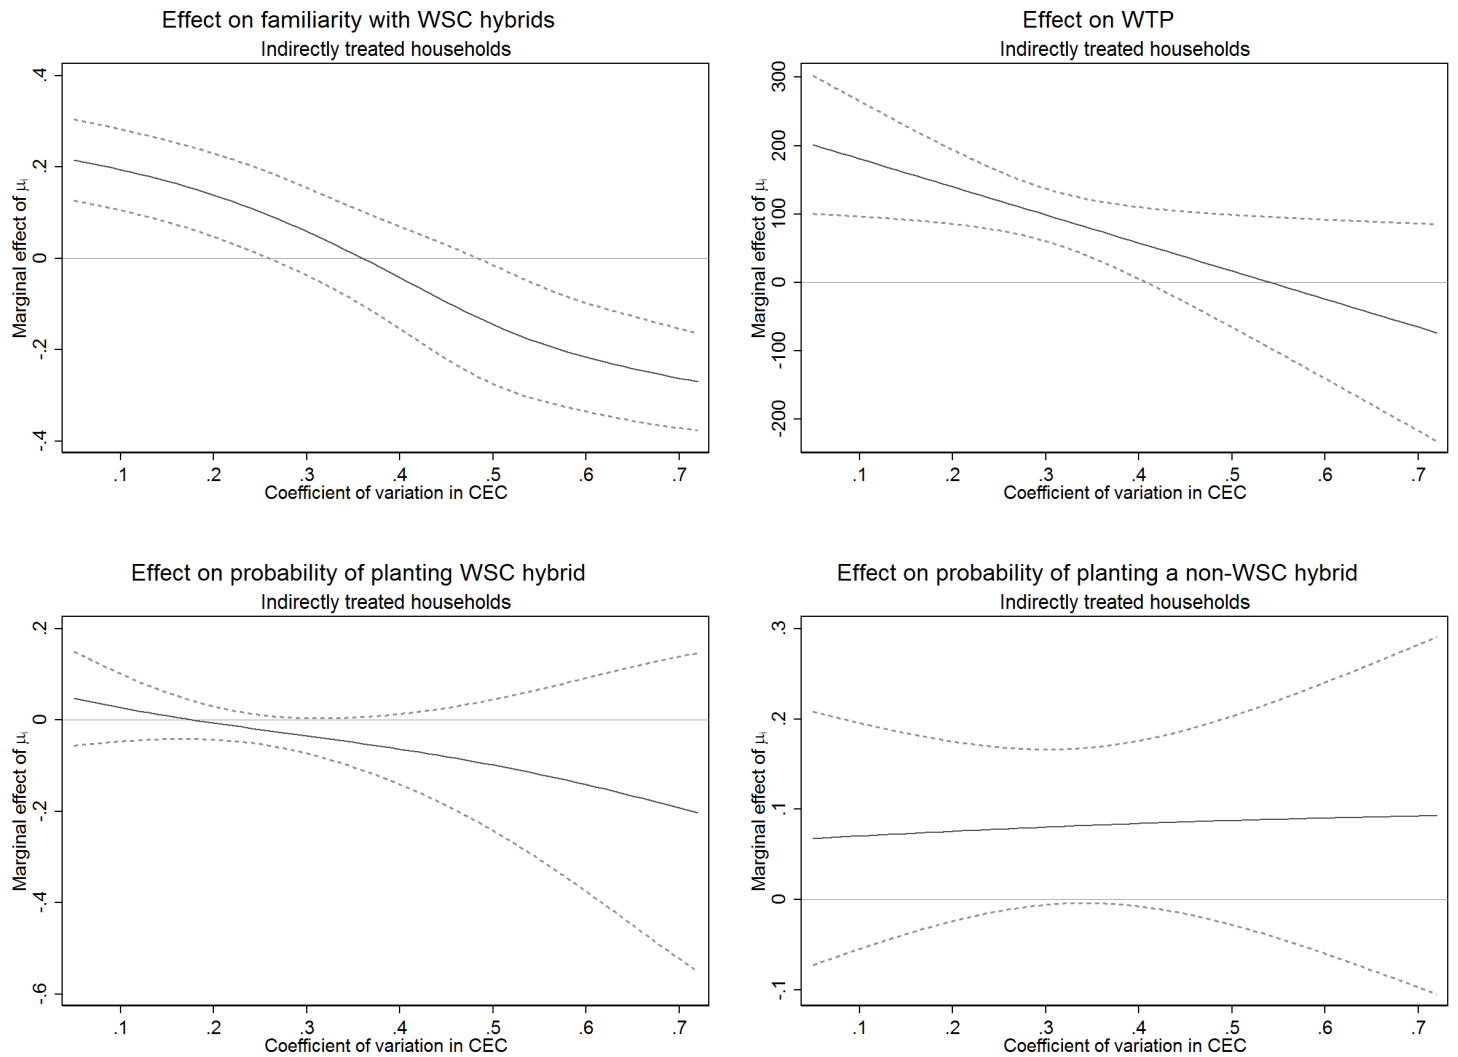 Effect on familiarity with WSC hybrids
Indirectly treated households
Marginal effect of μᵢ
.4
.2
0
-.2
-.4
.1 .2 .3 .4 .5 .6 .7
Coefficient of variation in CEC
Effect on WTP
Indirectly treated households
Marginal effect of μᵢ
300
200
100
0
-100
-200
.1 .2 .3 .4 .5 .6 .7
Coefficient of variation in CEC
Effect on probability of planting WSC hybrid
Indirectly treated households
Marginal effect of μᵢ
.2
0
-.2
-.4
-.6
.1 .2 .3 .4 .5 .6 .7
Coefficient of variation in CEC
Effect on probability of planting a non-WSC hybrid
Indirectly treated households
Marginal effect of μᵢ
.3
.2
.1
0
-.1
.1 .2 .3 .4 .5 .6 .7
Coefficient of variation in CEC